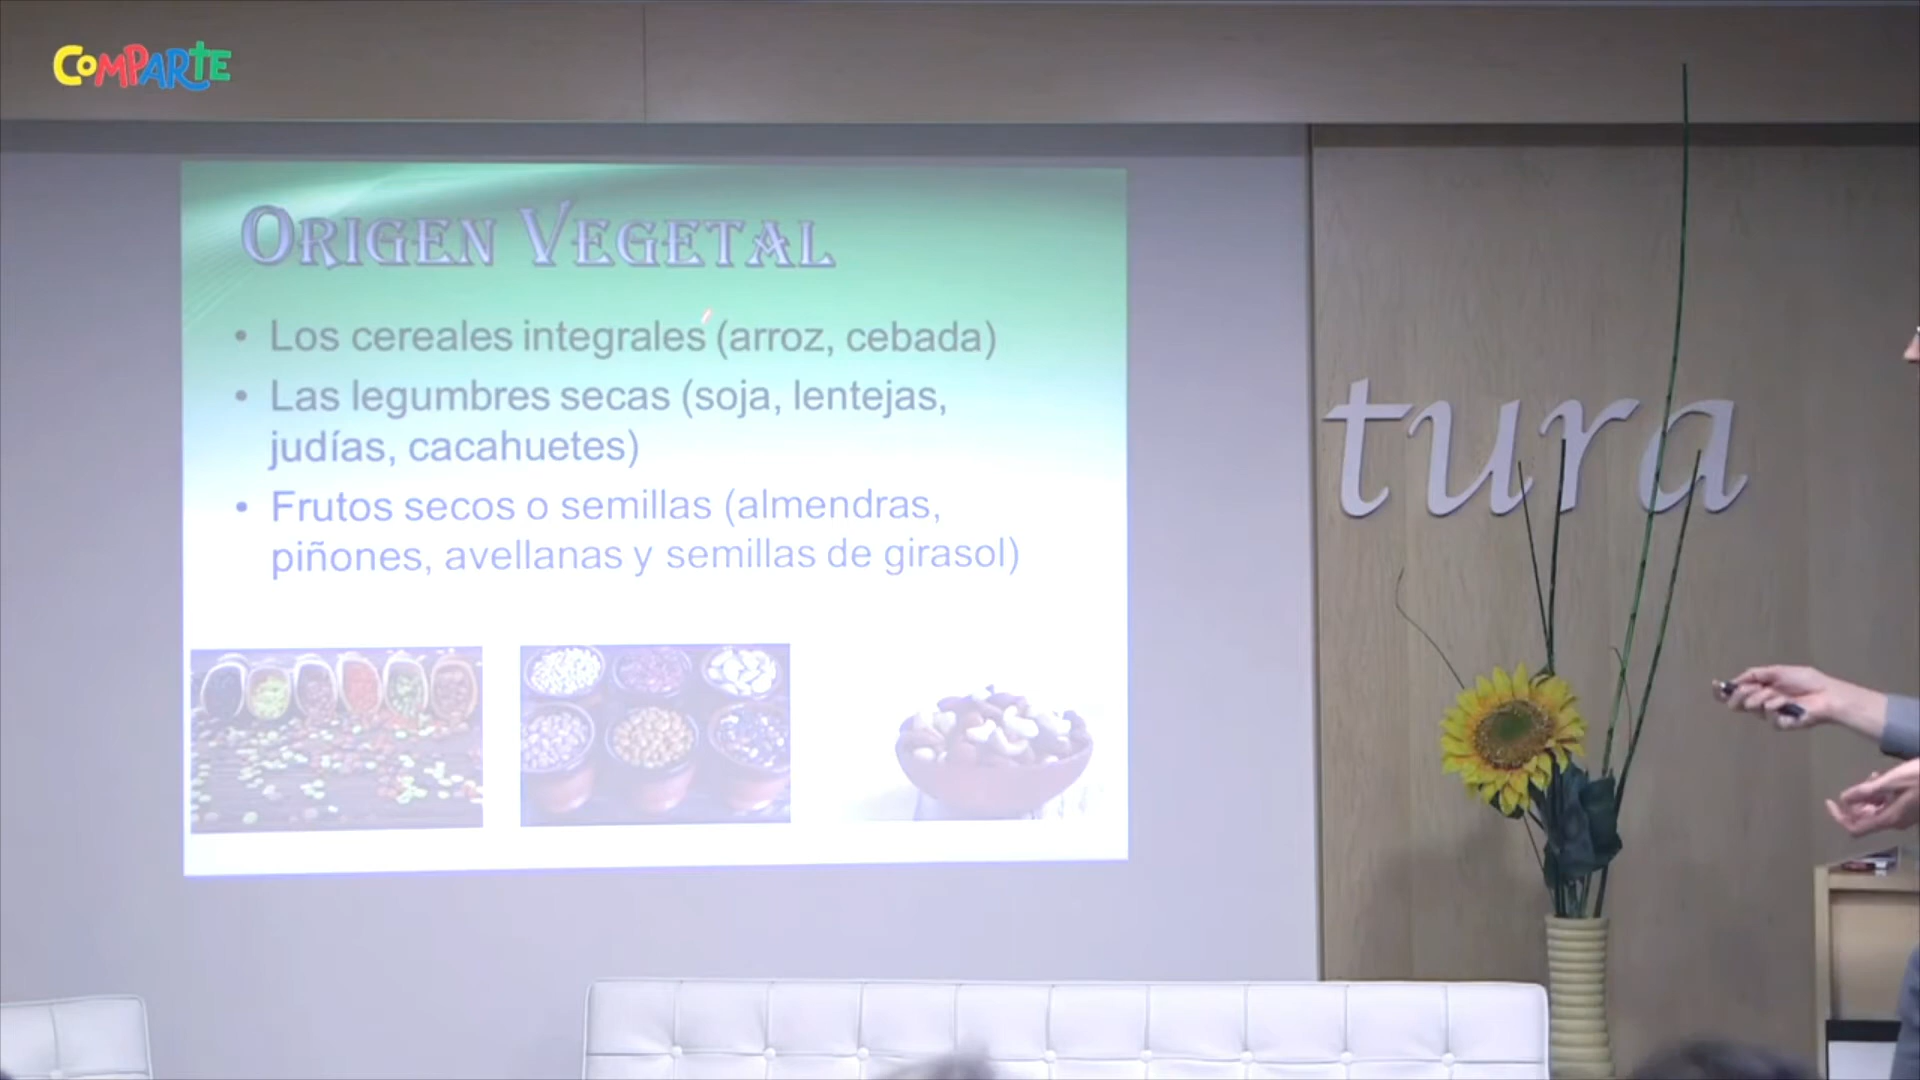 COMPARTE
ORIGEN VEGETAL
• Los cereales integrales (arroz, cebada)
• Las legumbres secas (soja, lentejas,
judías, cacahuetes)
• Frutos secos o semillas (almendras,
piñones, avellanas y semillas de girasol)
tura